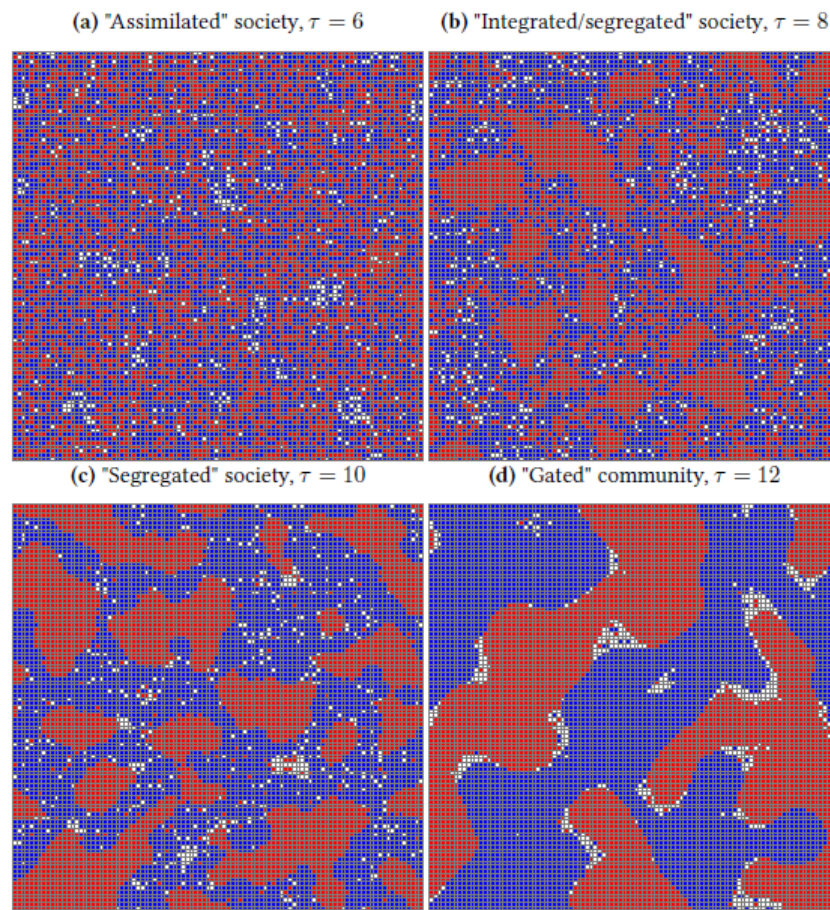 (a) "Assimilated" society, τ = 6
(b) "Integrated/segregated" society, τ = 8
(c) "Segregated" society, τ = 10
(d) "Gated" community, τ = 12